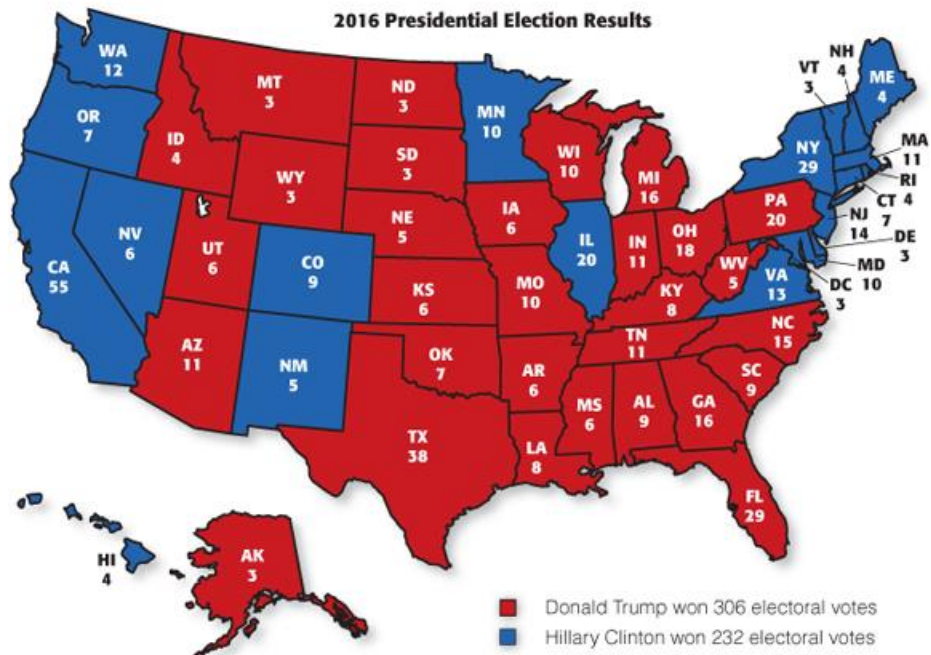 2016 Presidential Election Results
WA
12
OR
7
CA
55
NV
6
ID
4
MT
3
WY
3
UT
6
AZ
11
CO
9
NM
5
ND
3
SD
3
NE
5
KS
6
OK
7
TX
38
MN
10
IA
6
MO
10
AR
6
LA
8
WI
10
IL
20
MI
16
IN
11
OH
18
KY
8
TN
11
MS
6
AL
9
GA
16
FL
29
SC
9
NC
15
VA
13
WV
5
PA
20
NY
29
VT
3
NH
4
ME
4
MA
11
RI
4
CT
7
NJ
14
DE
3
MD
10
DC
3
HI
4
AK
3
Donald Trump won 306 electoral votes
Hillary Clinton won 232 electoral votes